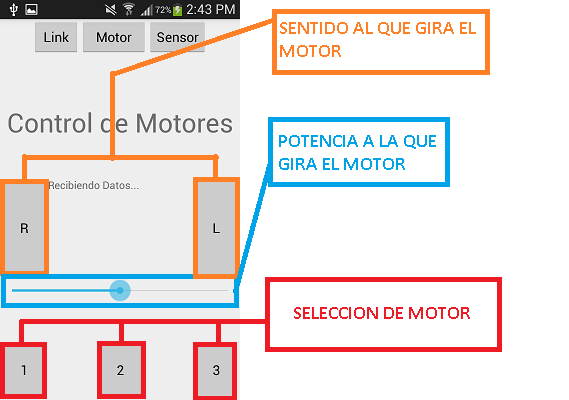 72% 2:43 PM
Link Motor Sensor
SENTIDO AL QUE GIRA EL
MOTOR
Control de Motores
POTENCIA A LA QUE
GIRA EL MOTOR
Recibiendo Datos...
R L
SELECCION DE MOTOR
1 2 3